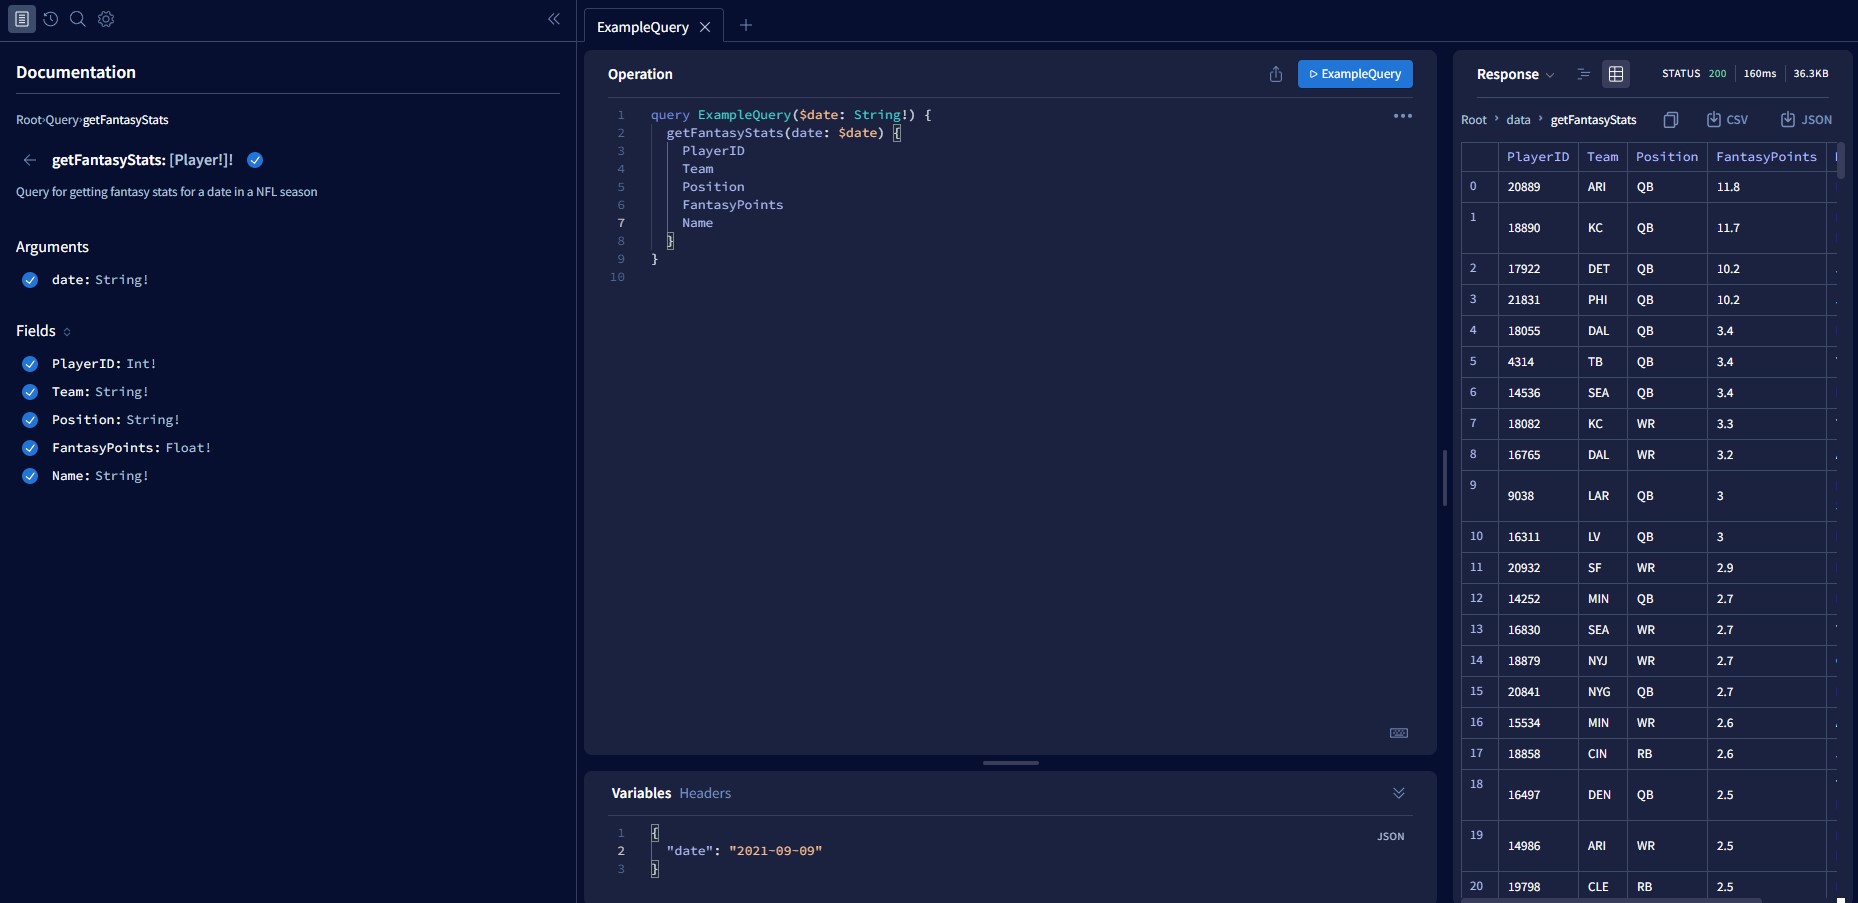 Documentation
Root›Query›getFantasyStats
getFantasyStats: [Player!]!
Query for getting fantasy stats for a date in a NFL season
Arguments
date: String!
Fields
PlayerID: Int!
Team: String!
Position: String!
FantasyPoints: Float!
Name: String!
ExampleQuery
Operation
ExampleQuery
1 query ExampleQuery($date: String!) {
2 getFantasyStats(date: $date) {
3 PlayerID
4 Team
5 Position
6 FantasyPoints
7 Name
8 }
9 }
10
Variables Headers
JSON
1 {
2 "date": "2021-09-09"
3 }
Response STATUS 200 160ms 36.3KB
Root › data › getFantasyStats CSV JSON
PlayerID Team Position FantasyPoints
0 20889 ARI QB 11.8
1 18890 KC QB 11.7
2 17922 DET QB 10.2
3 21831 PHI QB 10.2
4 18055 DAL QB 3.4
5 4314 TB QB 3.4
6 14536 SEA QB 3.4
7 18082 KC WR 3.3
8 16765 DAL WR 3.2
9 9038 LAR QB 3
10 16311 LV QB 3
11 20932 SF WR 2.9
12 14252 MIN QB 2.7
13 16830 SEA WR 2.7
14 18879 NYJ WR 2.7
15 20841 NYG QB 2.7
16 15534 MIN WR 2.6
17 18858 CIN RB 2.6
18 16497 DEN QB 2.5
19 14986 ARI WR 2.5
20 19798 CLE RB 2.5